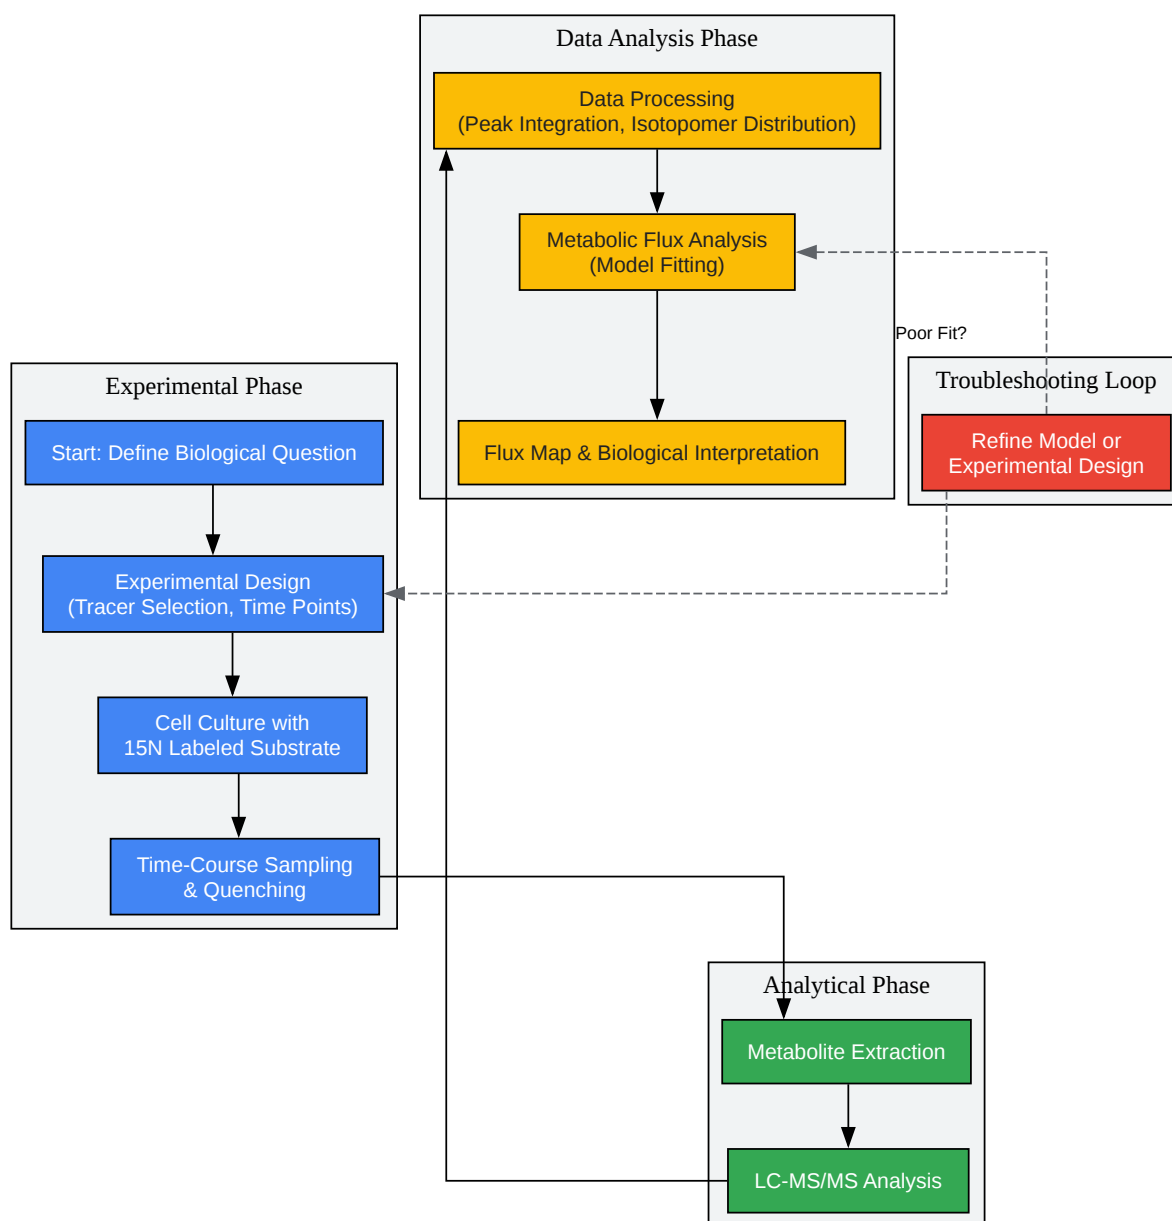 Data Analysis Phase
Data Processing
(Peak Integration, Isotopomer Distribution)
Metabolic Flux Analysis
(Model Fitting)
Flux Map & Biological Interpretation
Poor Fit?
Troubleshooting Loop
Refine Model or
Experimental Design
Experimental Phase
Start: Define Biological Question
Experimental Design
(Tracer Selection, Time Points)
Cell Culture with
15N Labeled Substrate
Time-Course Sampling
& Quenching
Analytical Phase
Metabolite Extraction
LC-MS/MS Analysis